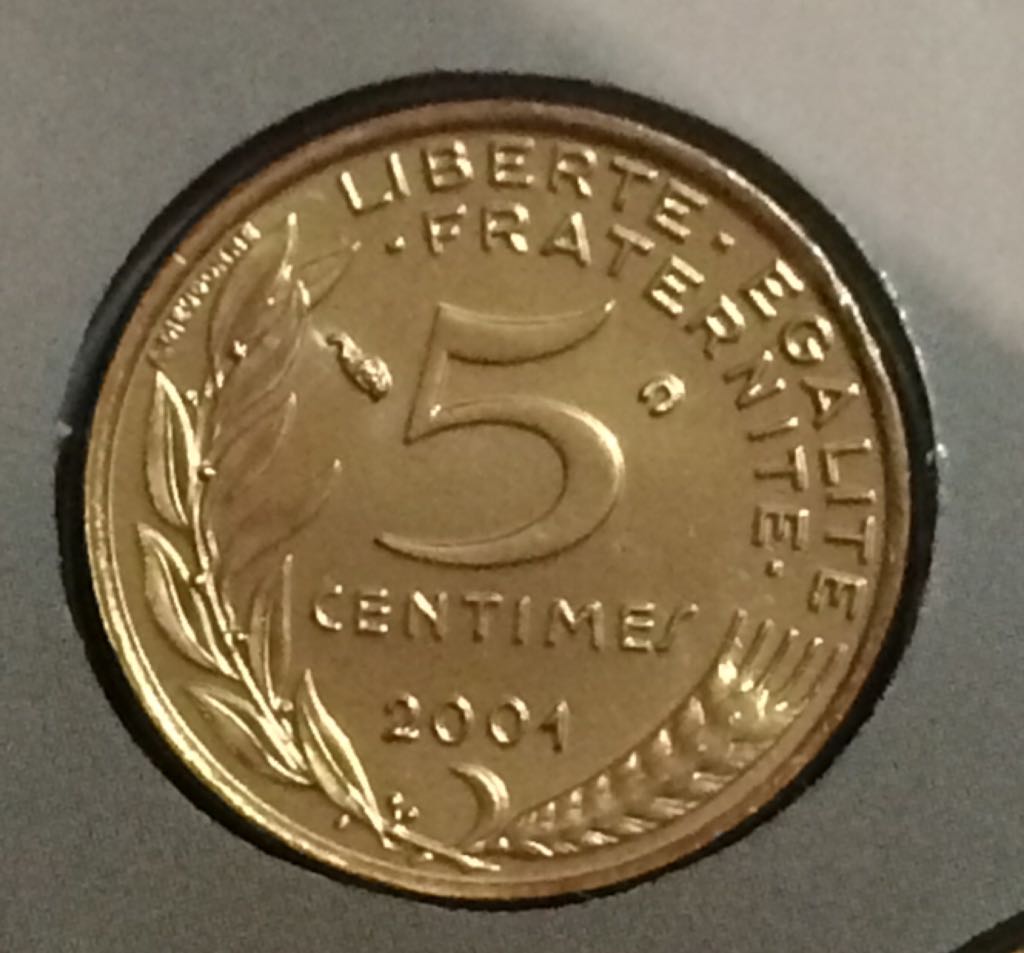 LIBERTE · EGALITE
· FRATERNITE ·
5
CENTIMES
2001